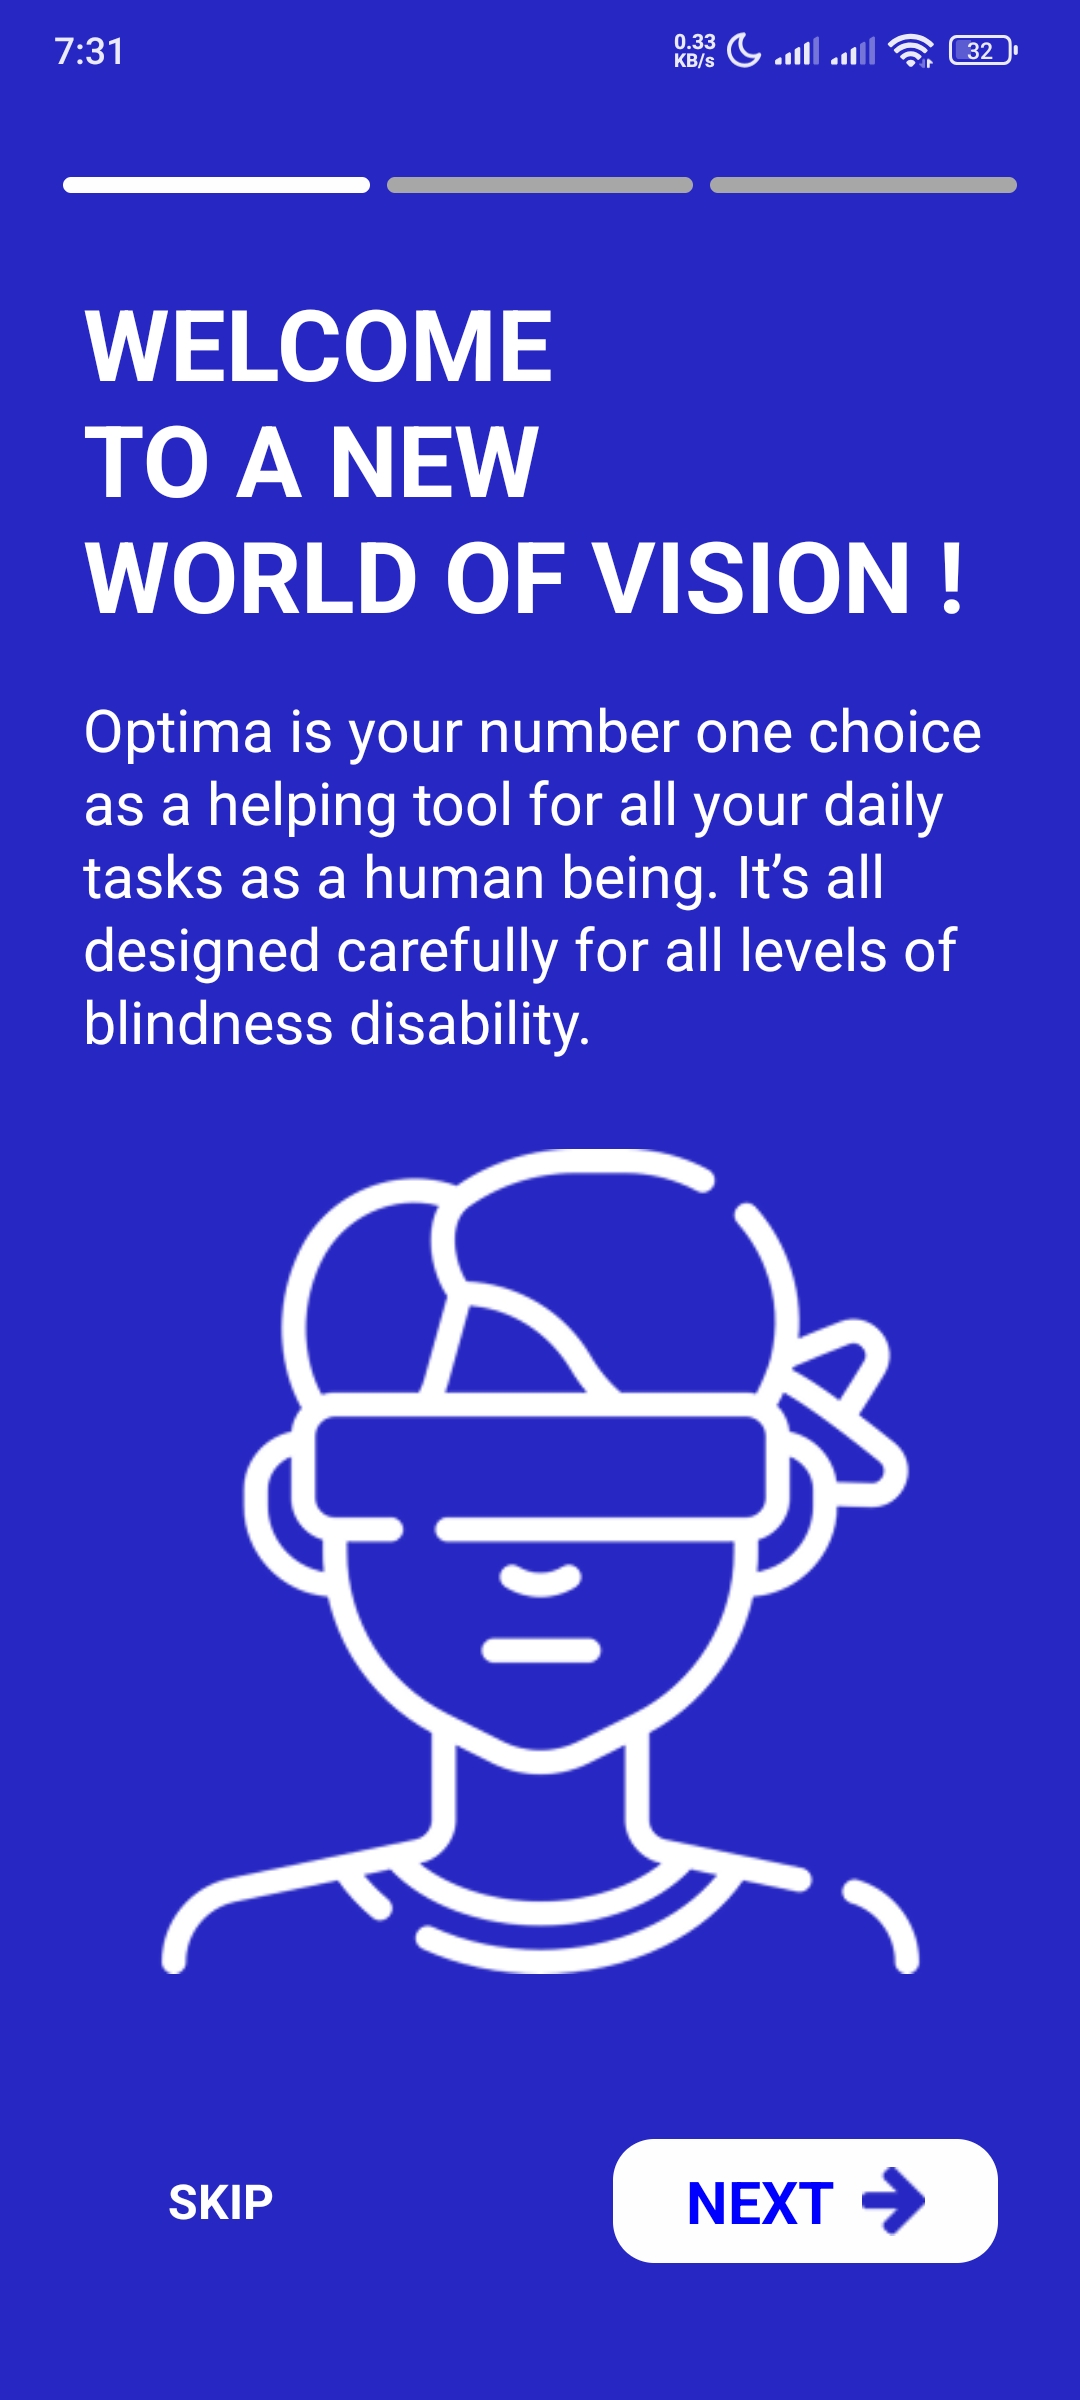 7:31
0.33
KB/s
32
WELCOME
TO A NEW
WORLD OF VISION !
Optima is your number one choice
as a helping tool for all your daily
tasks as a human being. It’s all
designed carefully for all levels of
blindness disability.
SKIP
NEXT